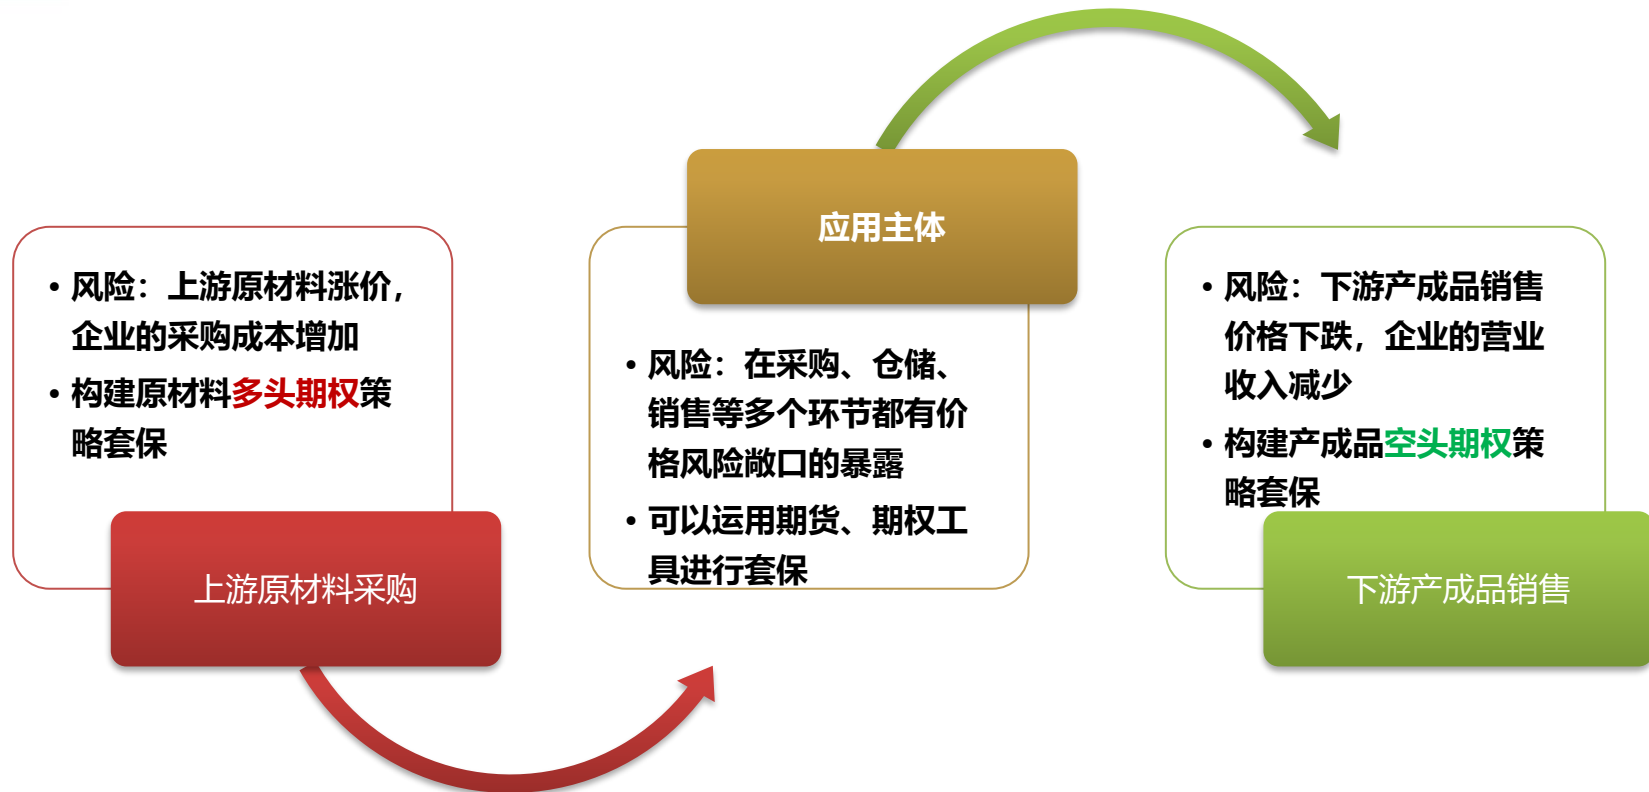 • 风险：上游原材料涨价，
企业的采购成本增加
• 构建原材料多头期权策
略套保
上游原材料采购
应用主体
• 风险：在采购、仓储、
销售等多个环节都有价
格风险敞口的暴露
• 可以运用期货、期权工
具进行套保
• 风险：下游产成品销售
价格下跌，企业的营业
收入减少
• 构建产成品空头期权策
略套保
下游产成品销售